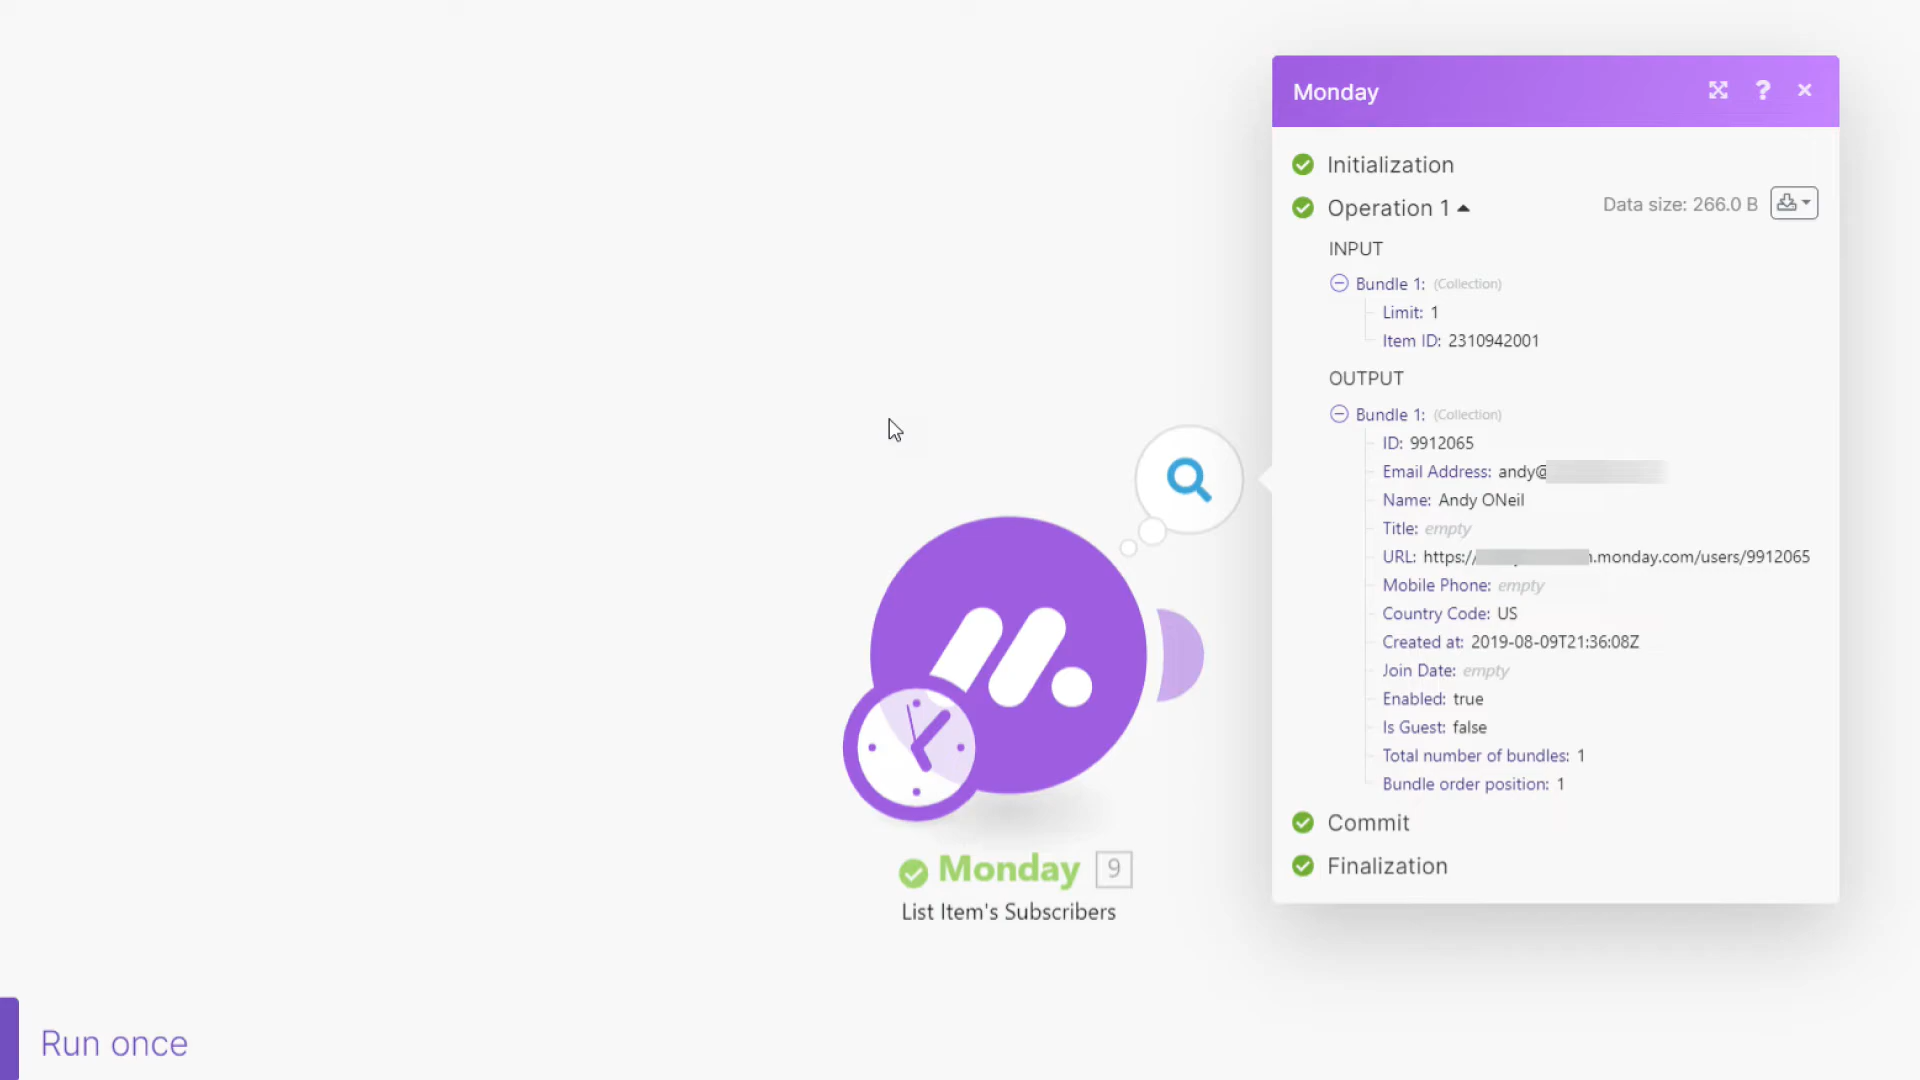 Monday
?
Initialization
Operation 1
Data size: 266.0 B
INPUT
Bundle 1: (Collection)
Limit: 1
Item ID: 2310942001
OUTPUT
Bundle 1: (Collection)
ID: 9912065
Email Address: andy@
Name: Andy ONeil
Title: empty
URL: https:// .monday.com/users/9912065
Mobile Phone: empty
Country Code: US
Created at: 2019-08-09T21:36:08Z
Join Date: empty
Enabled: true
Is Guest: false
Total number of bundles: 1
Bundle order position: 1
Commit
Finalization
Monday 9
List Item's Subscribers
Run once